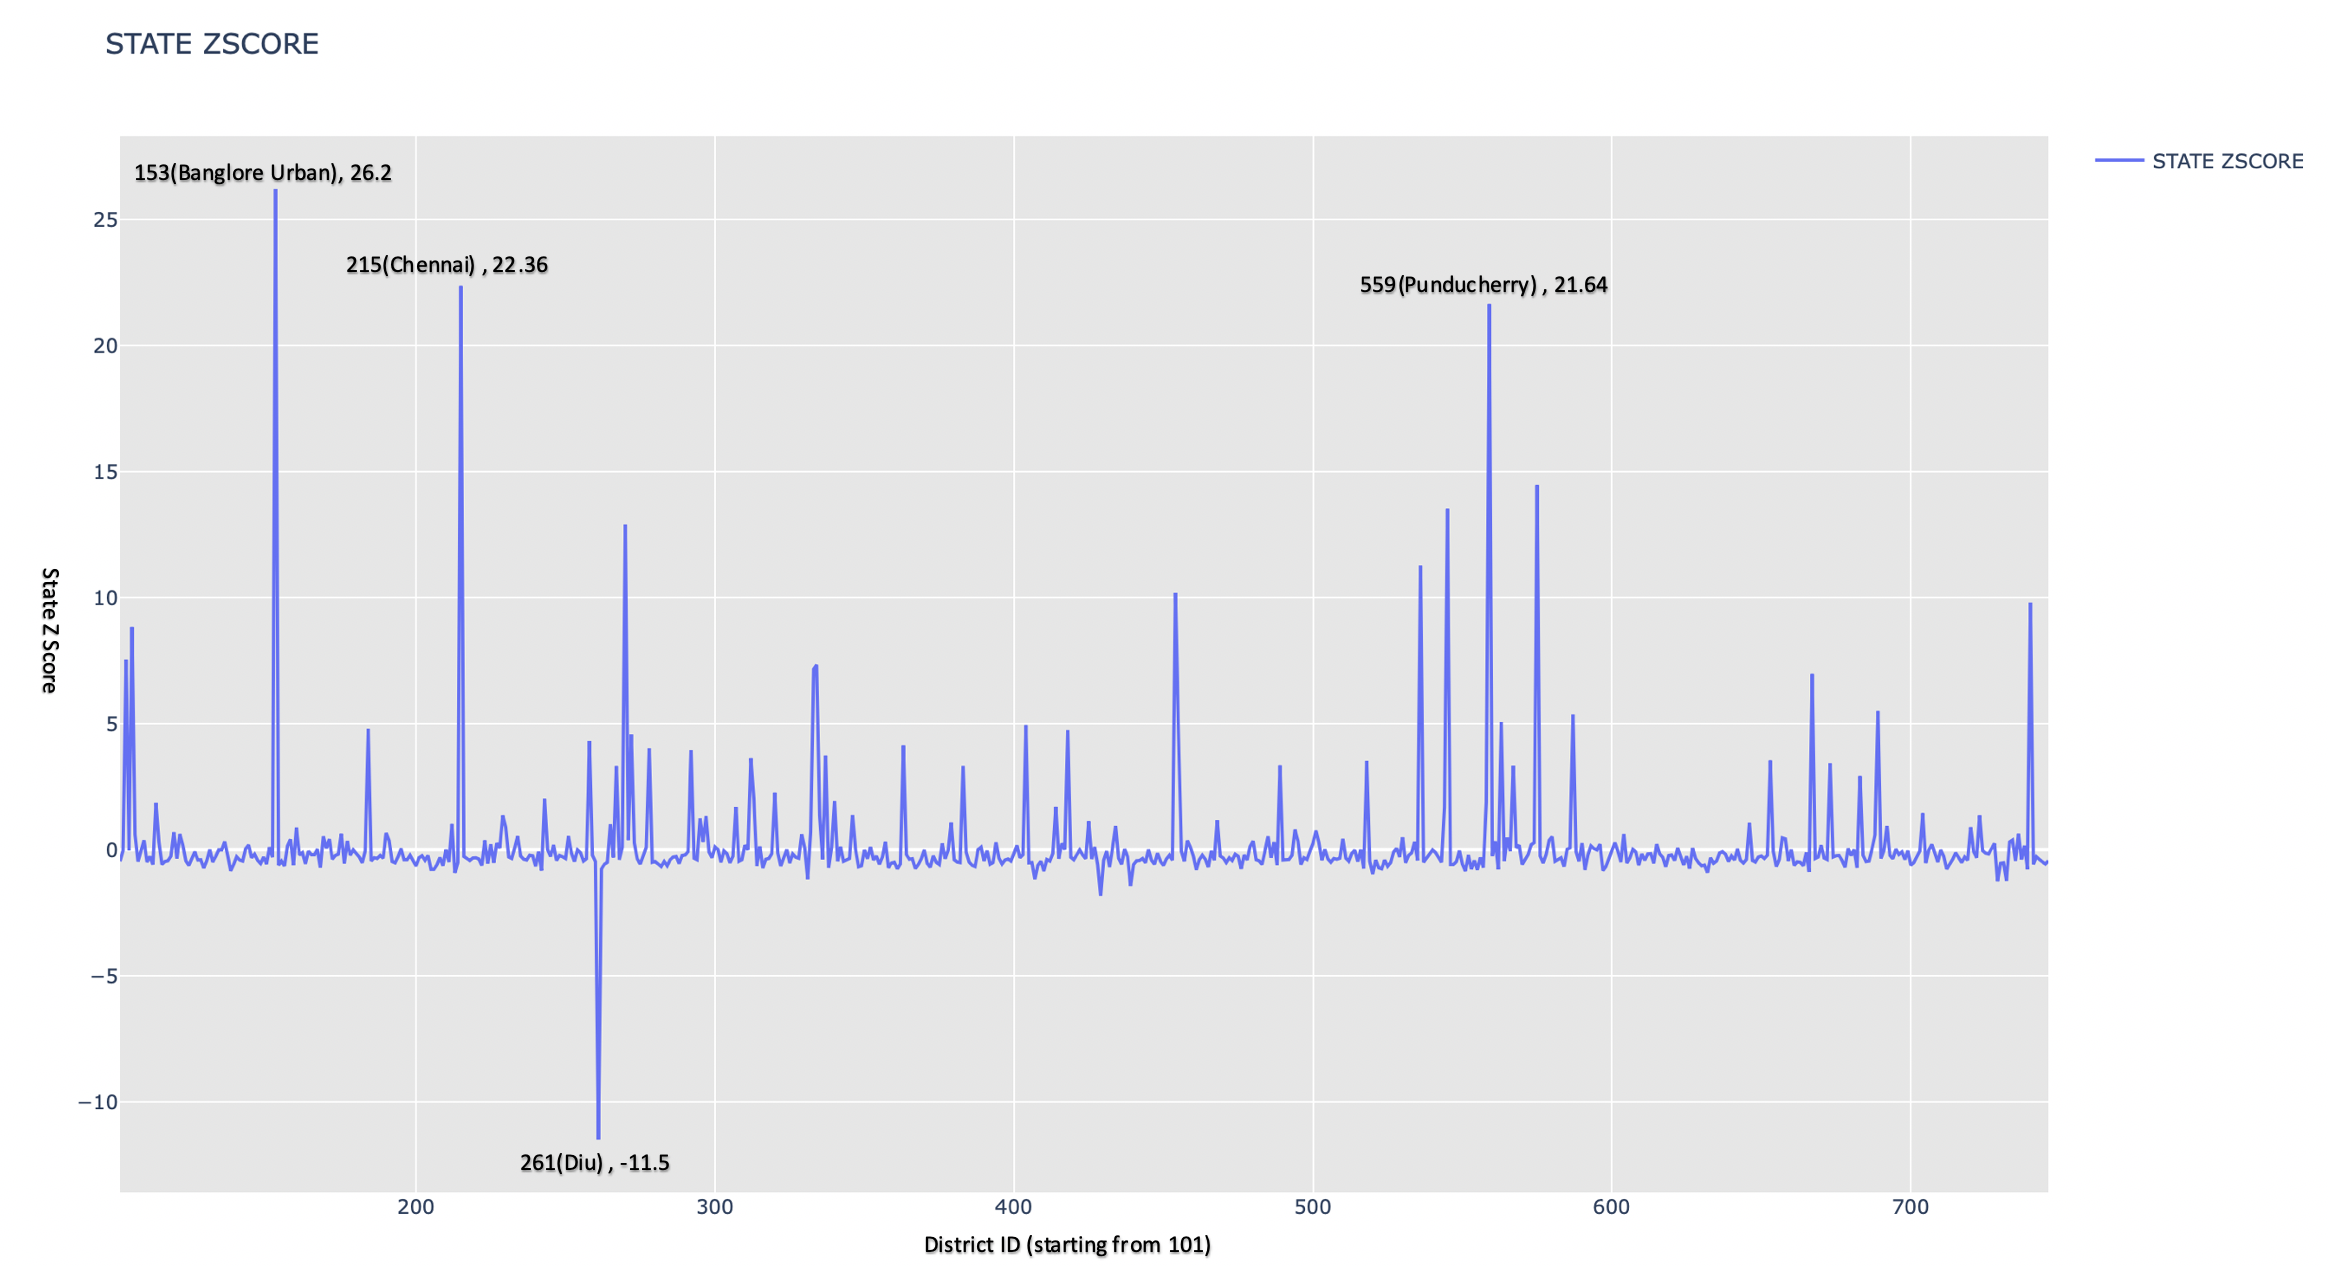 STATE ZSCORE
STATE ZSCORE
153(Banglore Urban), 26.2
215(Chennai) , 22.36
559(Punducherry) , 21.64
261(Diu) , -11.5
25
20
15
10
5
0
−5
−10
State Z Score
200 300 400 500 600 700
District ID (starting from 101)